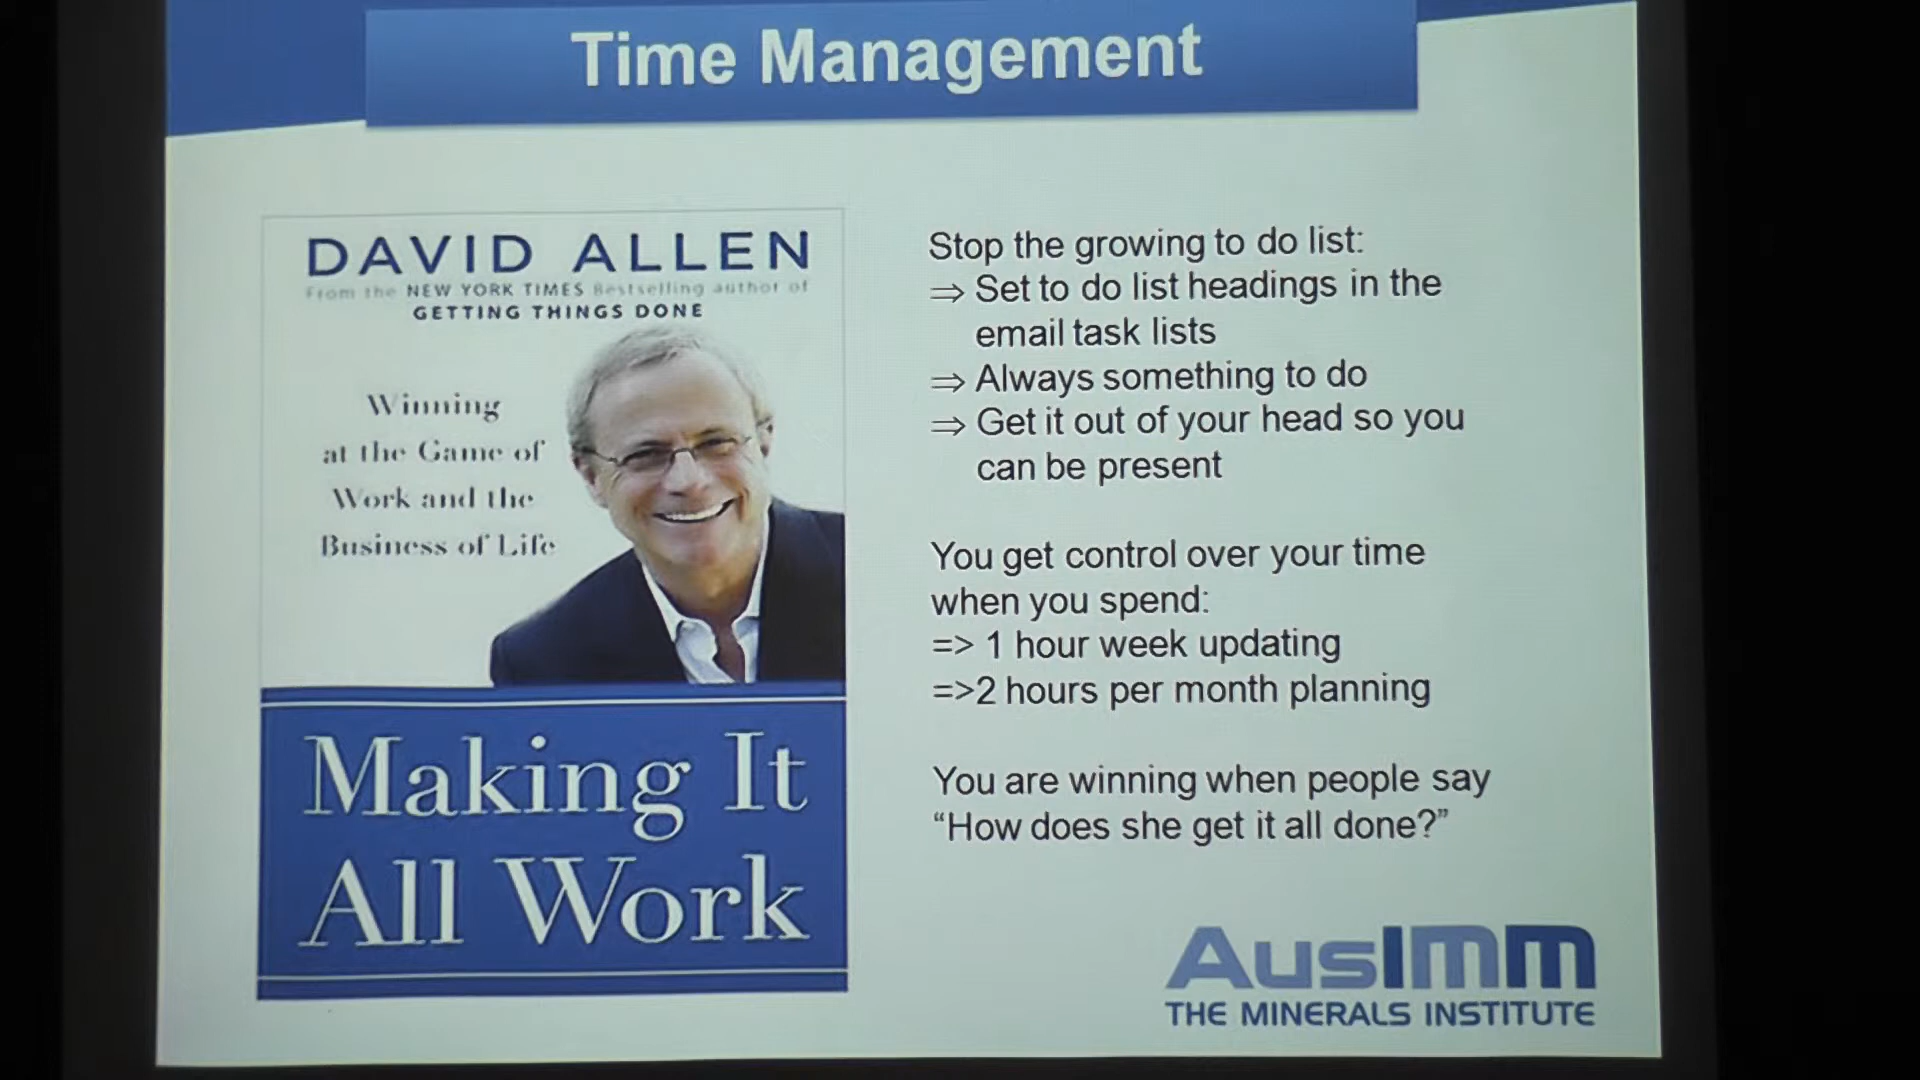 Time Management
DAVID ALLEN
From the NEW YORK TIMES Bestselling author of
GETTING THINGS DONE
Winning
at the Game of
Work and the
Business of Life
Making It
All Work
Stop the growing to do list:
⇒ Set to do list headings in the
email task lists
⇒ Always something to do
⇒ Get it out of your head so you
can be present
You get control over your time
when you spend:
=> 1 hour week updating
=>2 hours per month planning
You are winning when people say
“How does she get it all done?”
AusIMM
THE MINERALS INSTITUTE